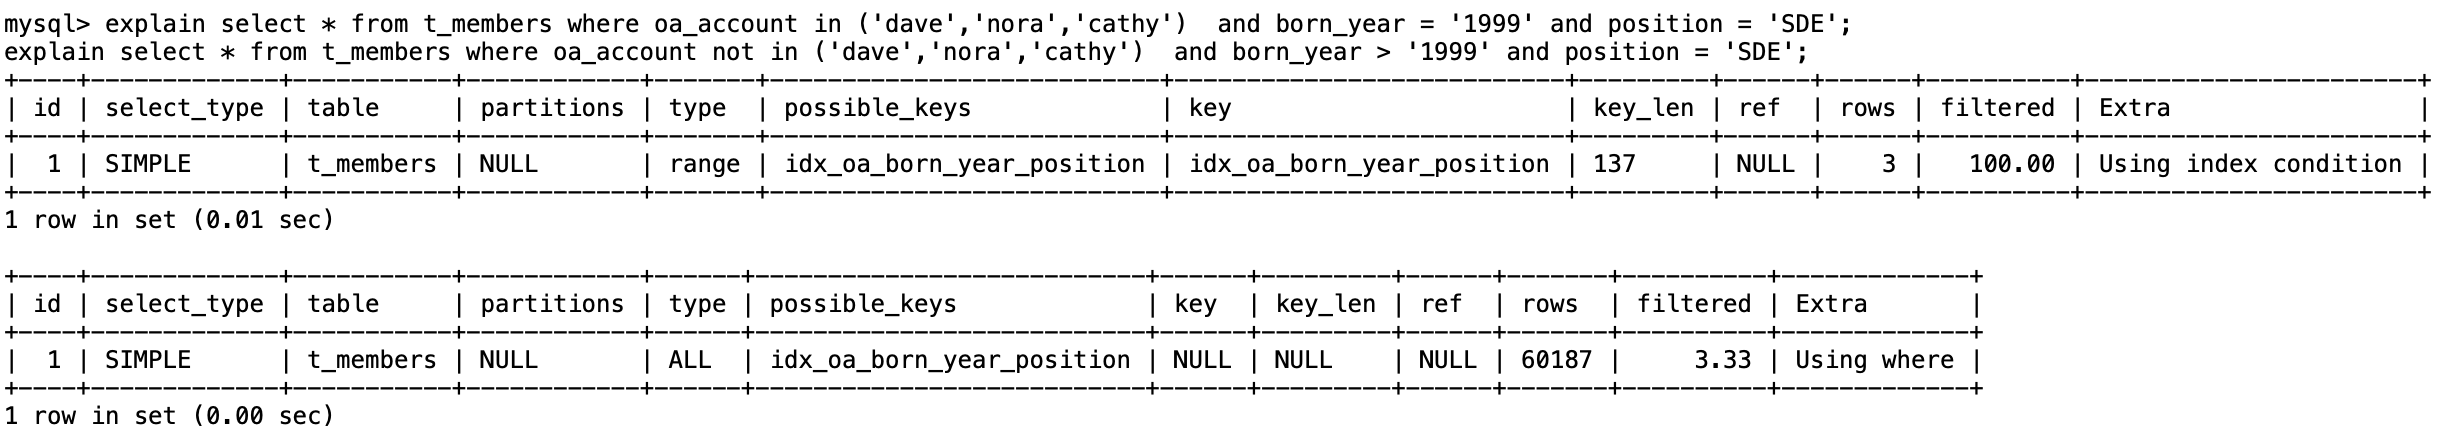 mysql> explain select * from t_members where oa_account in ('dave','nora','cathy')  and born_year = '1999' and position = 'SDE';
explain select * from t_members where oa_account not in ('dave','nora','cathy')  and born_year > '1999' and position = 'SDE';
+----+-------------+-----------+------------+-------+---------------------------+---------------------------+---------+------+------+----------+-----------------------+
| id | select_type | table     | partitions | type  | possible_keys             | key                       | key_len | ref  | rows | filtered | Extra                 |
+----+-------------+-----------+------------+-------+---------------------------+---------------------------+---------+------+------+----------+-----------------------+
|  1 | SIMPLE      | t_members | NULL       | range | idx_oa_born_year_position | idx_oa_born_year_position | 137     | NULL |    3 |   100.00 | Using index condition |
+----+-------------+-----------+------------+-------+---------------------------+---------------------------+---------+------+------+----------+-----------------------+
1 row in set (0.01 sec)

+----+-------------+-----------+------------+------+---------------------------+------+---------+------+-------+----------+-------------+
| id | select_type | table     | partitions | type | possible_keys             | key  | key_len | ref  | rows  | filtered | Extra       |
+----+-------------+-----------+------------+------+---------------------------+------+---------+------+-------+----------+-------------+
|  1 | SIMPLE      | t_members | NULL       | ALL  | idx_oa_born_year_position | NULL | NULL    | NULL | 60187 |     3.33 | Using where |
+----+-------------+-----------+------------+------+---------------------------+------+---------+------+-------+----------+-------------+
1 row in set (0.00 sec)